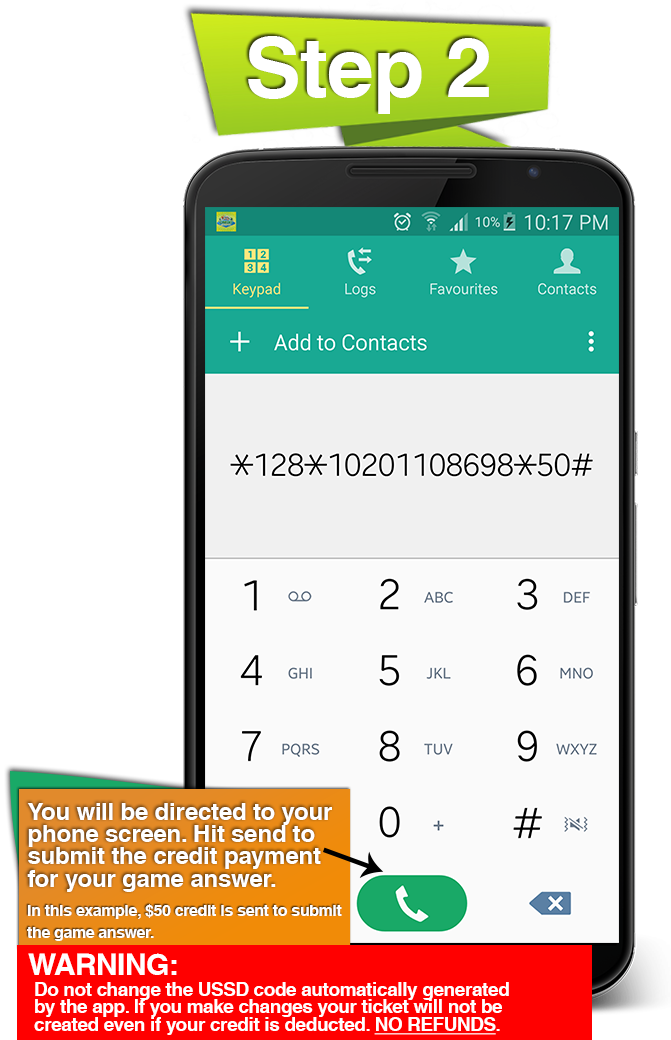 Step 2
10% 10:17 PM
1 2
3 4
Keypad Logs Favourites Contacts
+ Add to Contacts
*128*10201108698*50#
1 2 ABC 3 DEF
4 GHI 5 JKL 6 MNO
7 PQRS 8 TUV 9 WXYZ
0 + #
You will be directed to your
phone screen. Hit send to
submit the credit payment
for your game answer.
In this example, $50 credit is sent to submit
the game answer.
WARNING:
Do not change the USSD code automatically generated
by the app. If you make changes your ticket will not be
created even if your credit is deducted. NO REFUNDS.